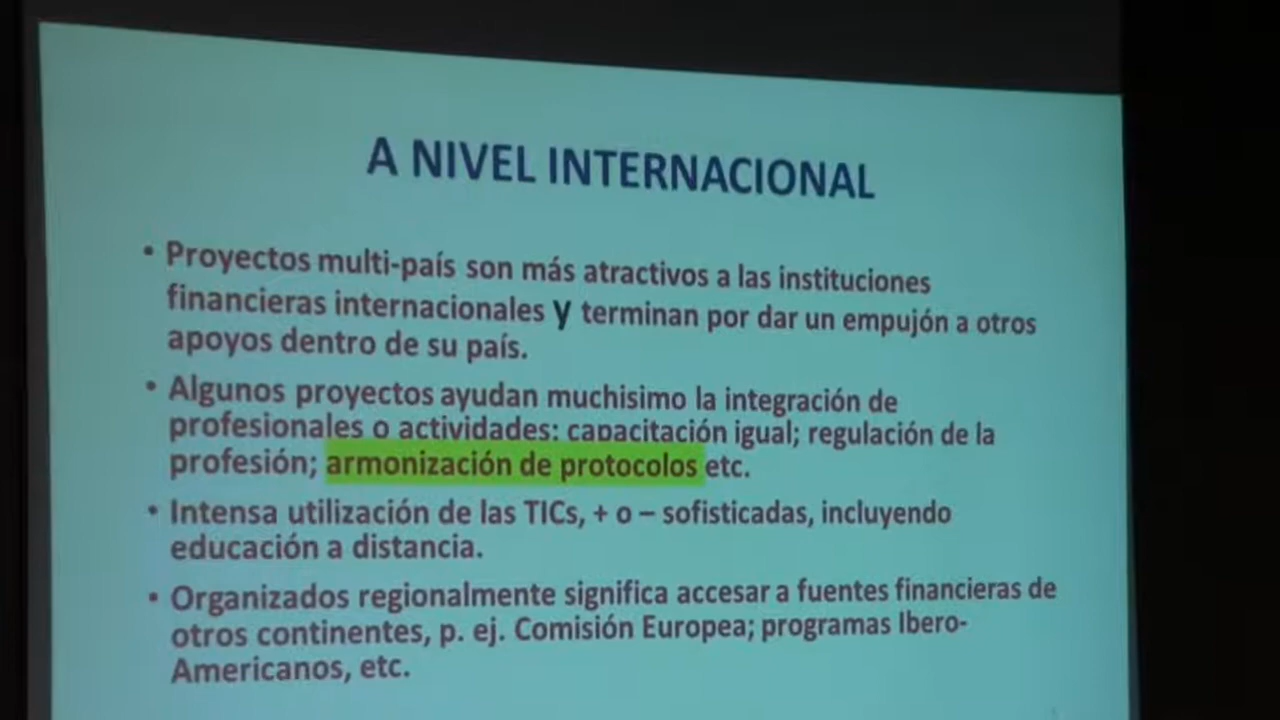 A NIVEL INTERNACIONAL
• Proyectos multi-país son más atractivos a las instituciones
financieras internacionales y terminan por dar un empujón a otros
apoyos dentro de su país.
• Algunos proyectos ayudan muchisimo la integración de
profesionales o actividades: capacitación igual; regulación de la
profesión; armonización de protocolos etc.
• Intensa utilización de las TICs, + o – sofisticadas, incluyendo
educación a distancia.
• Organizados regionalmente significa accesar a fuentes financieras de
otros continentes, p. ej. Comisión Europea; programas Ibero-
Americanos, etc.